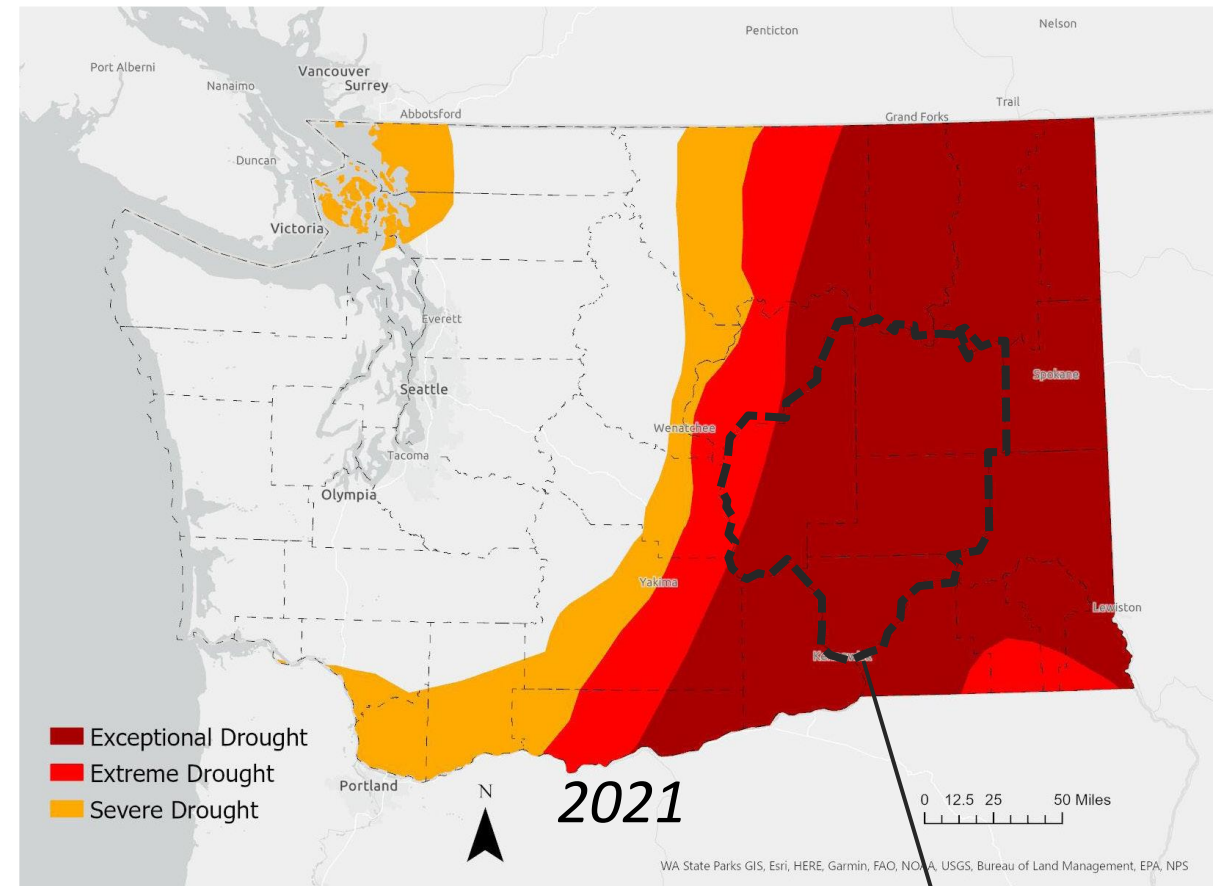 Nelson
Penticton
Port Alberni
Vancouver
Surrey
Nanaimo
Trail
Abbotsford
Grand Forks
Duncan
Victoria
Everett
Spokane
Seattle
Wenatchee
Tacoma
Olympia
Yakima
Lewiston
Exceptional Drought
Extreme Drought
Severe Drought
Portland
N
2021
0 12.5 25 50 Miles
WA State Parks GIS, Esri, HERE, Garmin, FAO, NOAA, USGS, Bureau of Land Management, EPA, NPS